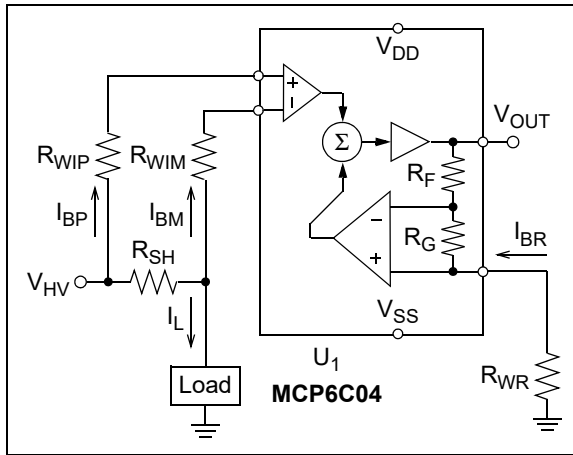 V_DD
V_OUT
+
−
R_WIP
R_WIM
Σ
R_F
I_BP
I_BM
−
R_G
I_BR
R_SH
+
V_HV
V_SS
I_L
U_1
Load
MCP6C04
R_WR